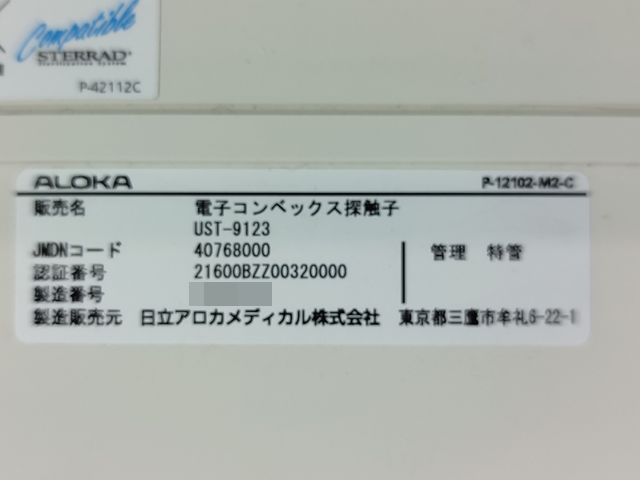 Compatible
STERRAD
P-42112C
ALOKA P-12102-M2-C
販売名 電子コンベックス探触子
UST-9123
JMDNコード 40768000 管理 特管
認証番号 21600BZZ00320000
製造番号
製造販売元 日立アロカメディカル株式会社 東京都三鷹市牟礼6-22-1